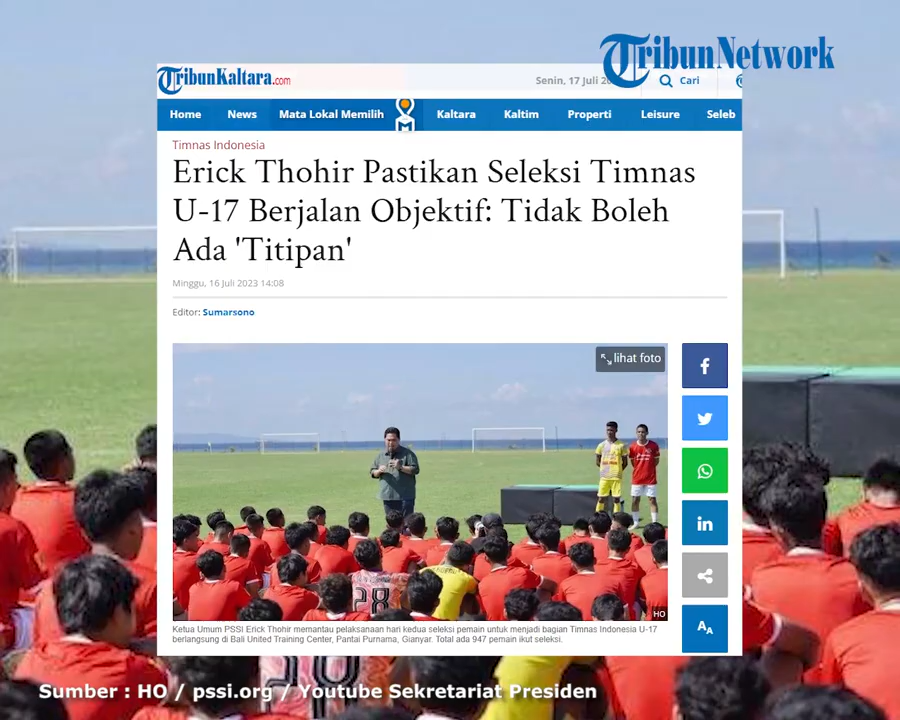 TribunNetwork
TribunKaltara.com
Senin, 17 Juli
Cari
Home News Mata Lokal Memilih Kaltara Kaltim Properti Leisure Seleb
Timnas Indonesia
Erick Thohir Pastikan Seleksi Timnas
U-17 Berjalan Objektif: Tidak Boleh
Ada 'Titipan'
Minggu, 16 Juli 2023 14:08
Editor: Sumarsono
lihat foto
28
HO
Ketua Umum PSSI Erick Thohir memantau pelaksanaan hari kedua seleksi pemain untuk menjadi bagian Timnas Indonesia U-17
berlangsung di Bali United Training Center, Pantai Purnama, Gianyar. Total ada 947 pemain ikut seleksi.
Sumber : HO / pssi.org / Youtube Sekretariat Presiden